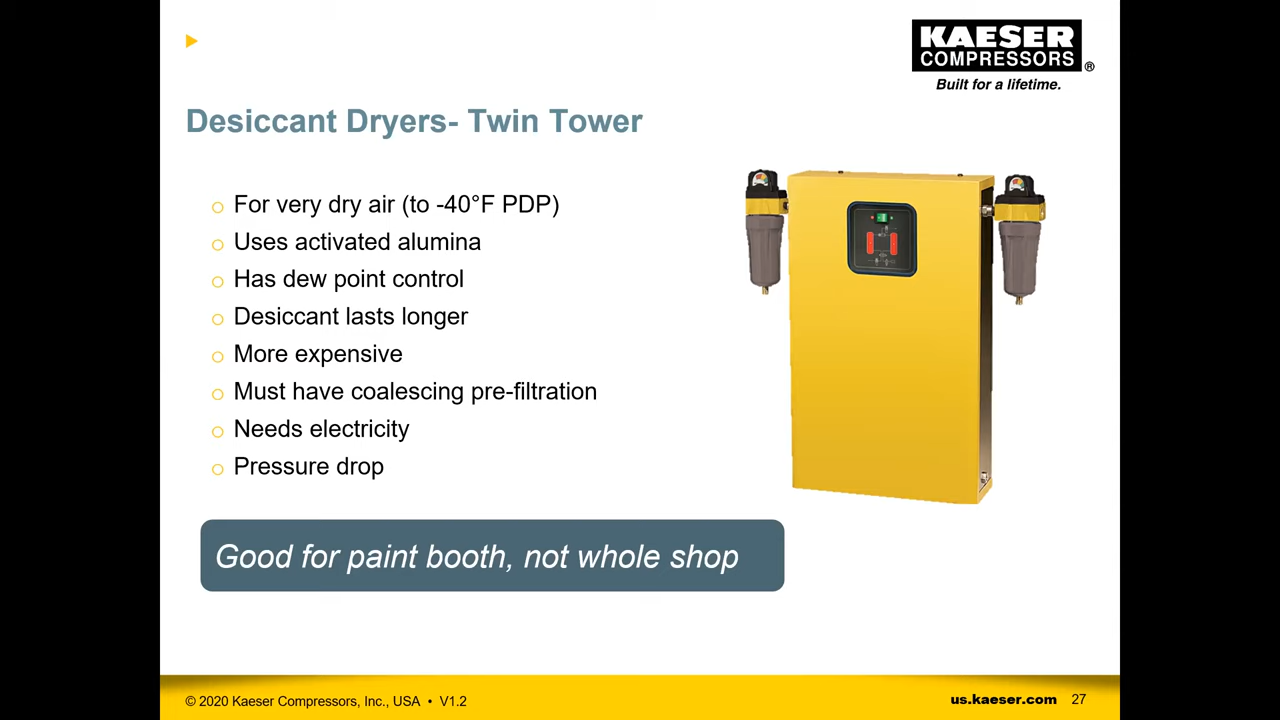 KAESER
COMPRESSORS®
Built for a lifetime.
Desiccant Dryers- Twin Tower
For very dry air (to -40°F PDP)
Uses activated alumina
Has dew point control
Desiccant lasts longer
More expensive
Must have coalescing pre-filtration
Needs electricity
Pressure drop
Good for paint booth, not whole shop
© 2020 Kaeser Compressors, Inc., USA • V1.2
us.kaeser.com 27